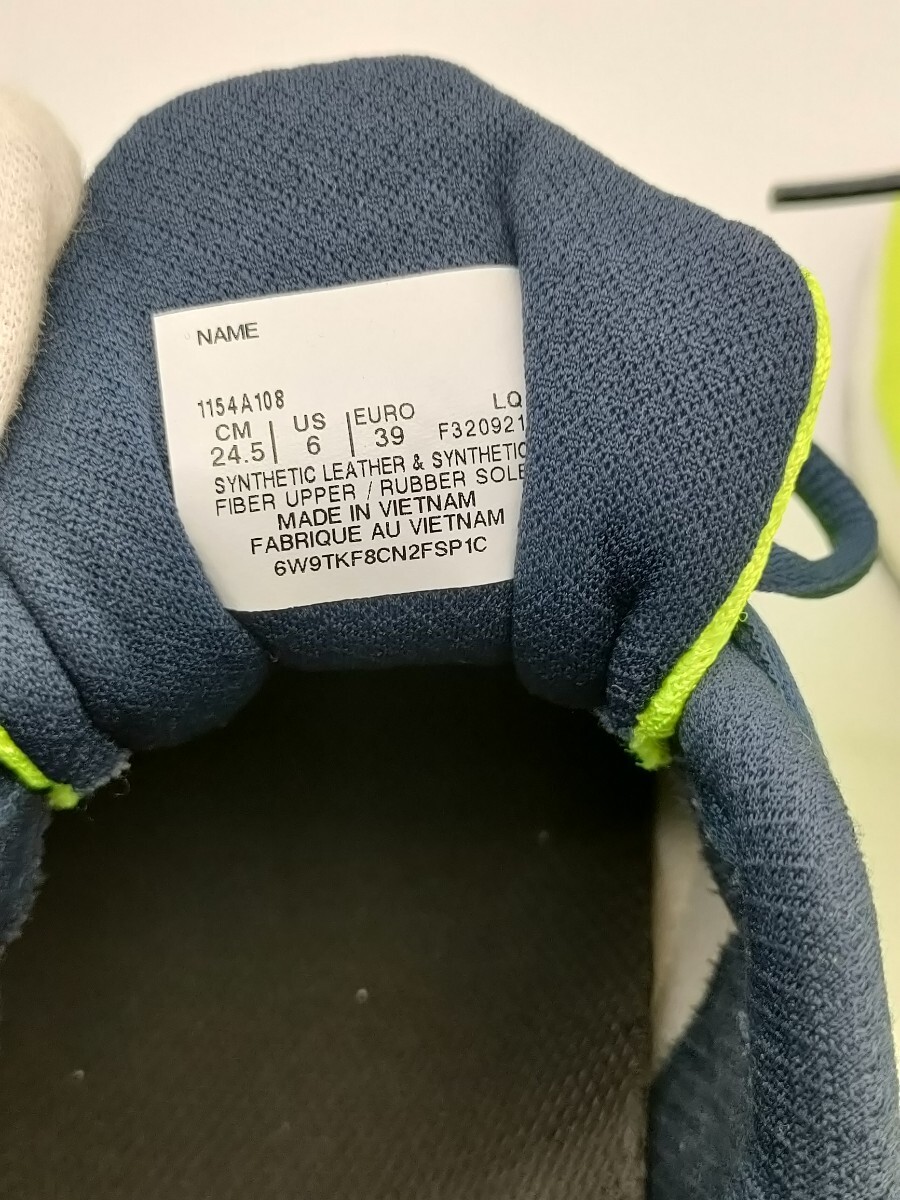 NAME
1154A108 LQ
CM US EURO
24.5 6 39 F320921
SYNTHETIC LEATHER & SYNTHETIC
FIBER UPPER / RUBBER SOLE
MADE IN VIETNAM
FABRIQUE AU VIETNAM
6W9TKF8CN2FSP1C